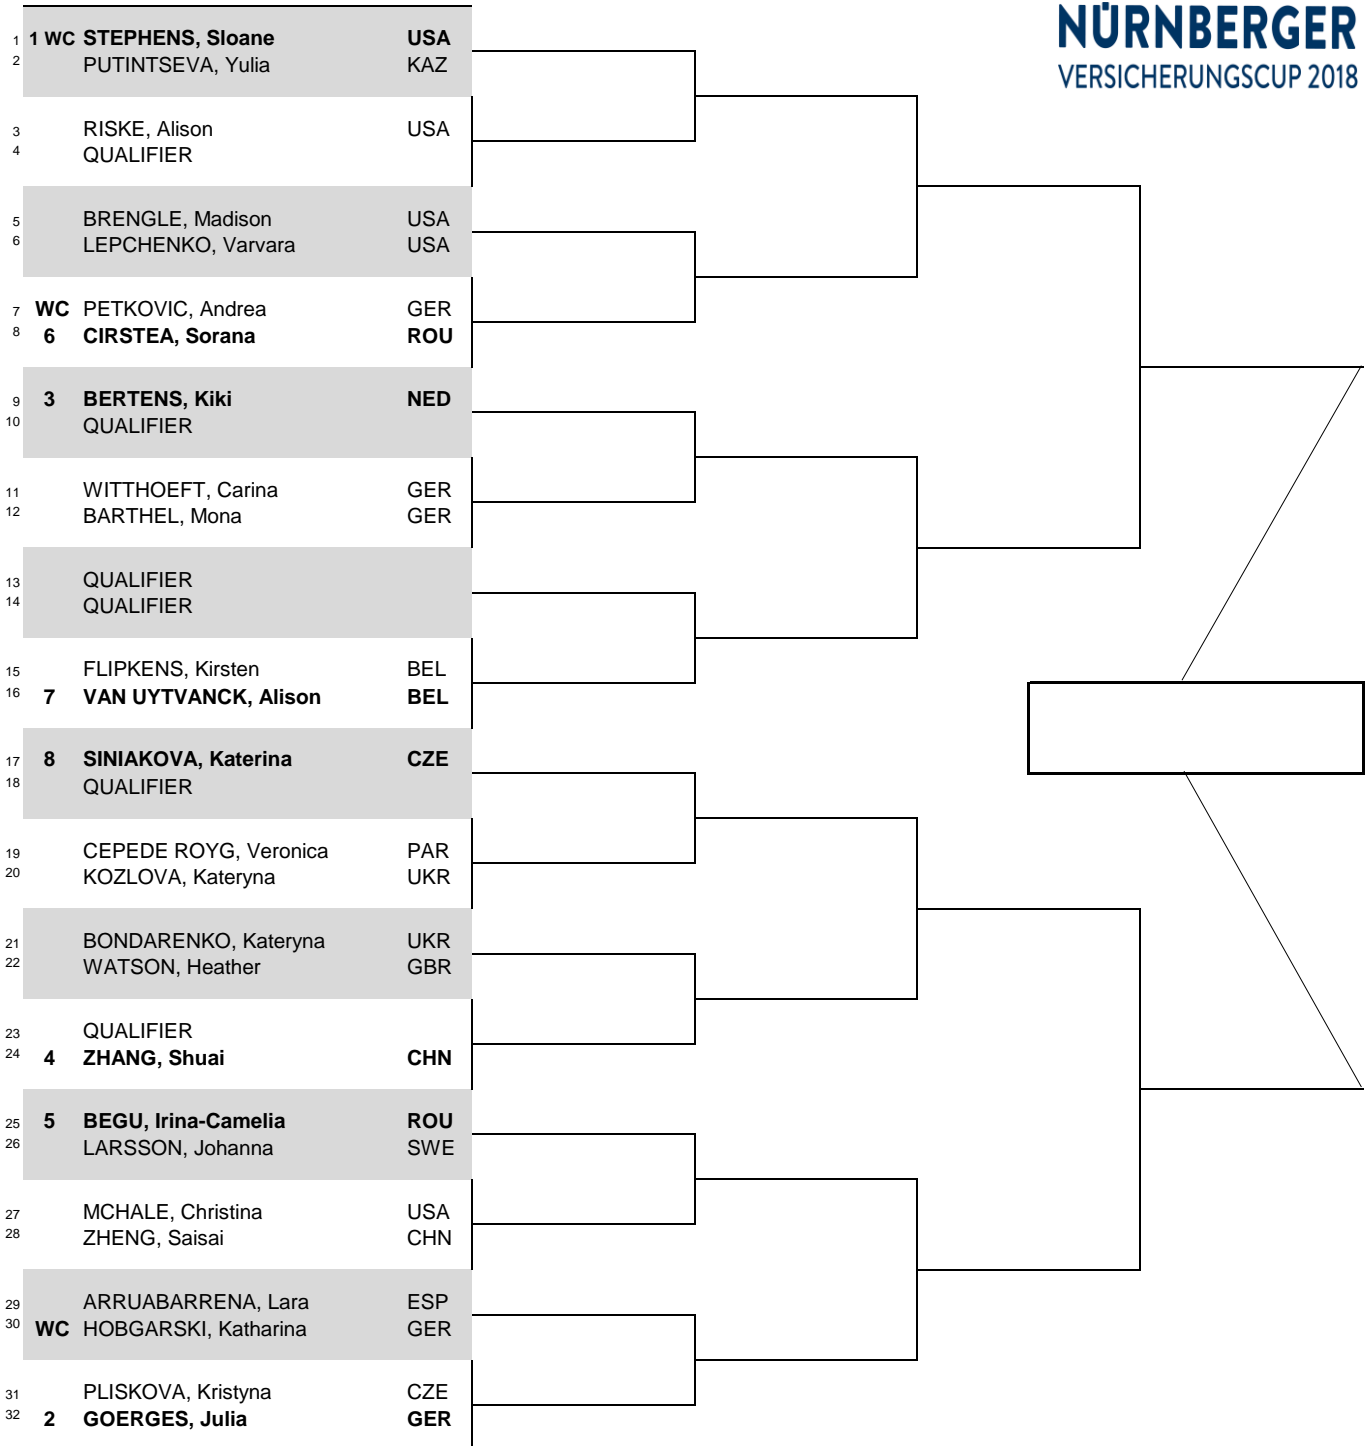 NÜRNBERGER
VERSICHERUNGSCUP 2018
1 1 WC STEPHENS, Sloane USA
2 PUTINTSEVA, Yulia KAZ
3 RISKE, Alison USA
4 QUALIFIER
5 BRENGLE, Madison USA
6 LEPCHENKO, Varvara USA
7 WC PETKOVIC, Andrea GER
8 6 CIRSTEA, Sorana ROU
9 3 BERTENS, Kiki NED
10 QUALIFIER
11 WITTHOEFT, Carina GER
12 BARTHEL, Mona GER
13 QUALIFIER
14 QUALIFIER
15 FLIPKENS, Kirsten BEL
16 7 VAN UYTVANCK, Alison BEL
17 8 SINIAKOVA, Katerina CZE
18 QUALIFIER
19 CEPEDE ROYG, Veronica PAR
20 KOZLOVA, Kateryna UKR
21 BONDARENKO, Kateryna UKR
22 WATSON, Heather GBR
23 QUALIFIER
24 4 ZHANG, Shuai CHN
25 5 BEGU, Irina-Camelia ROU
26 LARSSON, Johanna SWE
27 MCHALE, Christina USA
28 ZHENG, Saisai CHN
29 ARRUABARRENA, Lara ESP
30 WC HOBGARSKI, Katharina GER
31 PLISKOVA, Kristyna CZE
32 2 GOERGES, Julia GER